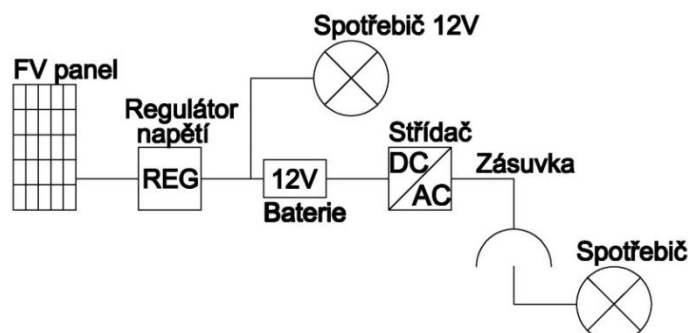 Spotřebič 12V
FV panel
Regulátor
napětí
REG
12V
Baterie
Střídač
DC
AC
Zásuvka
Spotřebič